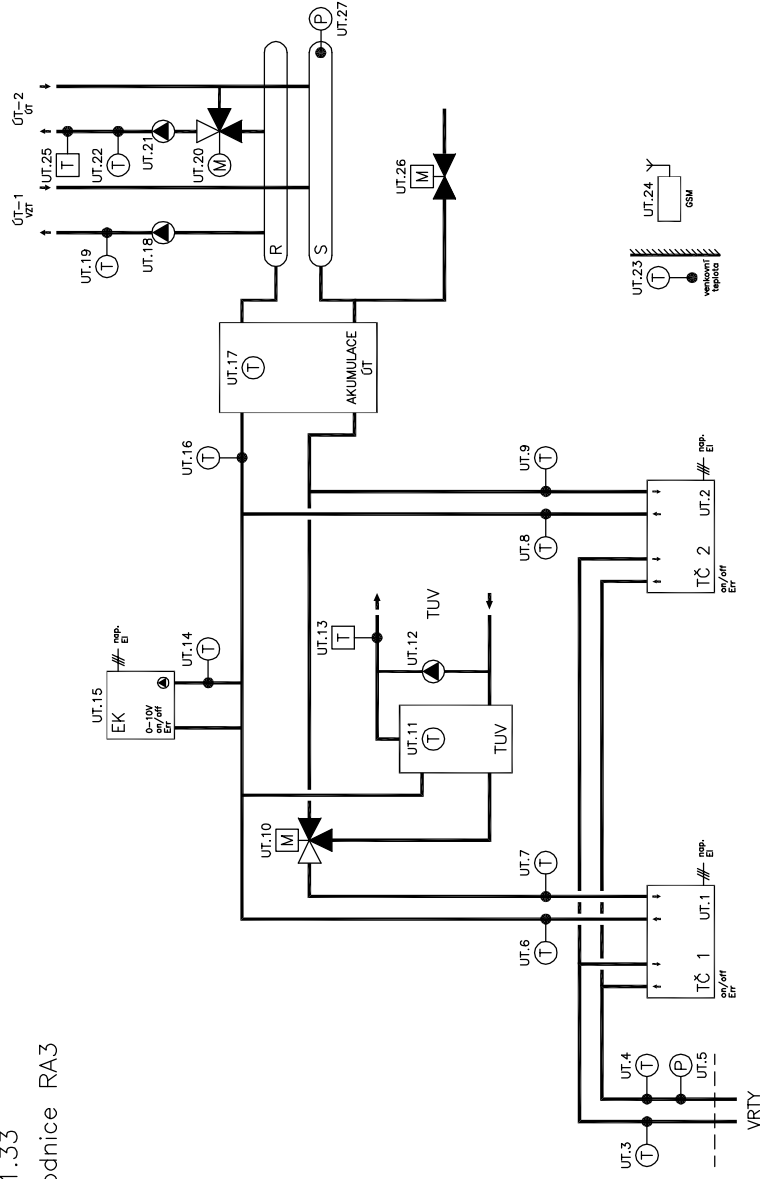 1.33
odnice RA3
ÚT-1
VZT
ÚT-2
ÚT
UT.19
T
UT.18
UT.25
T
UT.22
T
UT.21
UT.20
M
R
S
P
UT.27
UT.17
T
AKUMULACE
ÚT
UT.26
M
UT.24
GSM
UT.23
T
venkovní
teplota
UT.16
T
UT.15
EK
0-10V
on/off
Err
nap.
El
UT.14
T
UT.13
T
UT.12
TUV
UT.11
T
TUV
UT.10
M
UT.9
T
UT.8
T
UT.7
T
UT.6
T
TČ 2
UT.2
on/off
Err
nap.
El
TČ 1
UT.1
on/off
Err
nap.
El
UT.3
T
UT.4
T
P
UT.5
VRTY